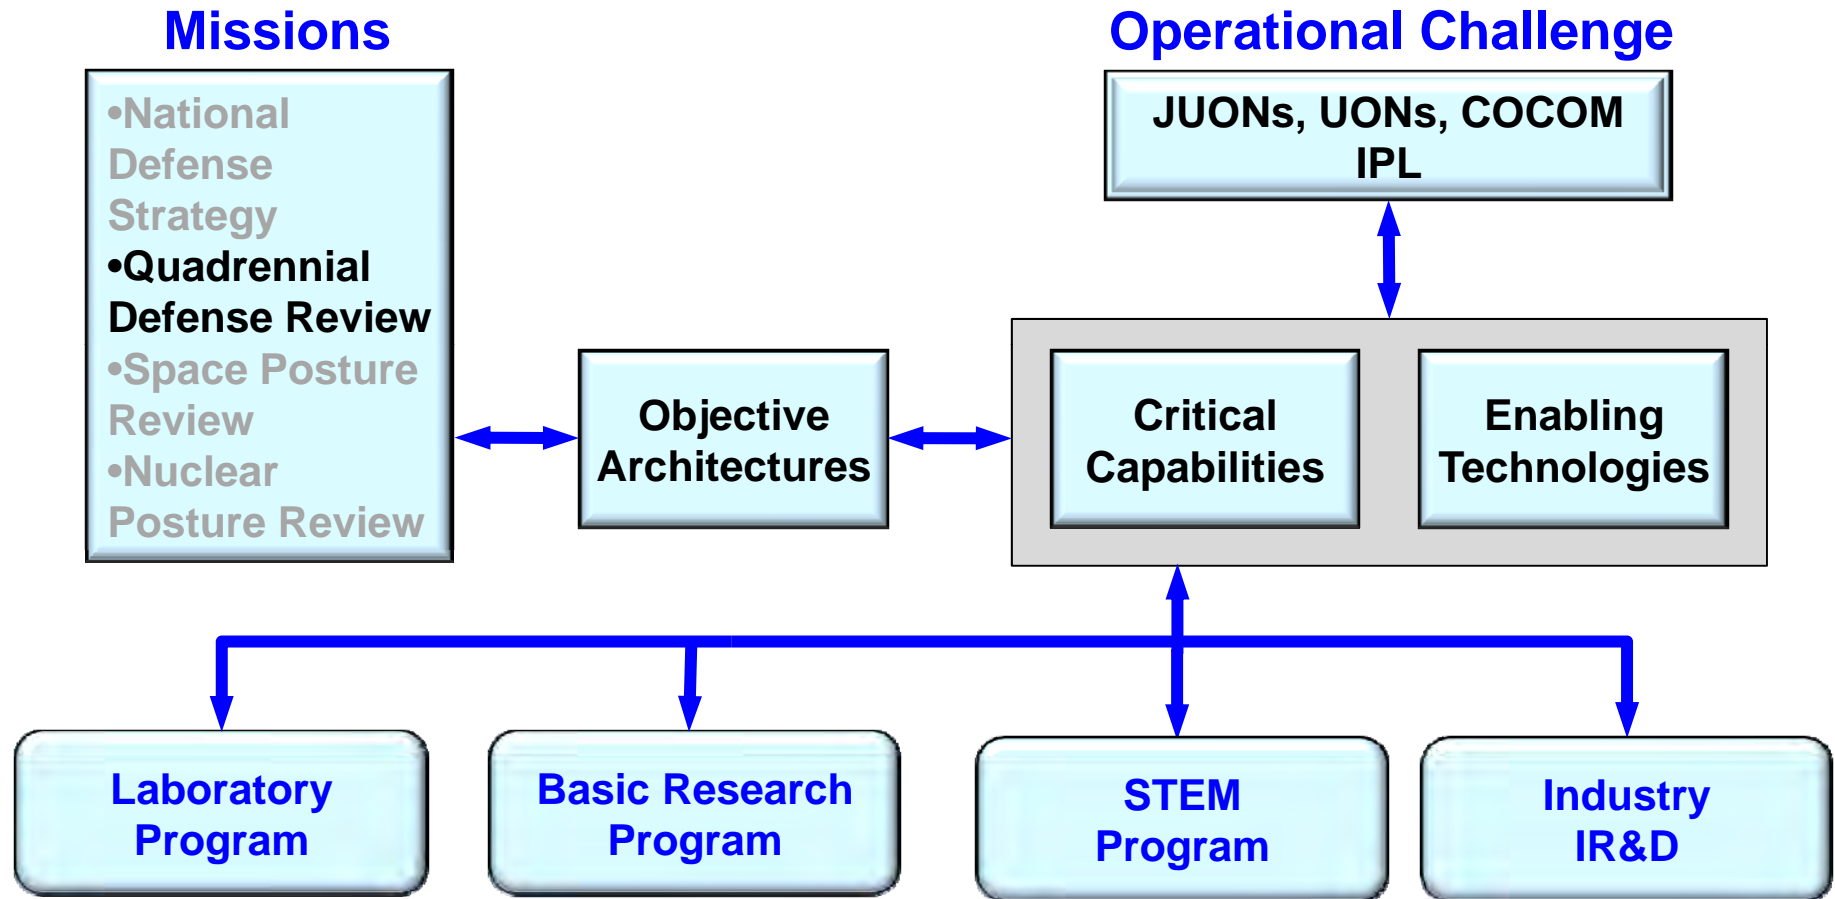 Missions
•National
Defense
Strategy
•Quadrennial
Defense Review
•Space Posture
Review
•Nuclear
Posture Review
Operational Challenge
JUONs, UONs, COCOM
IPL
Objective
Architectures
Critical
Capabilities
Enabling
Technologies
Laboratory
Program
Basic Research
Program
STEM
Program
Industry
IR&D